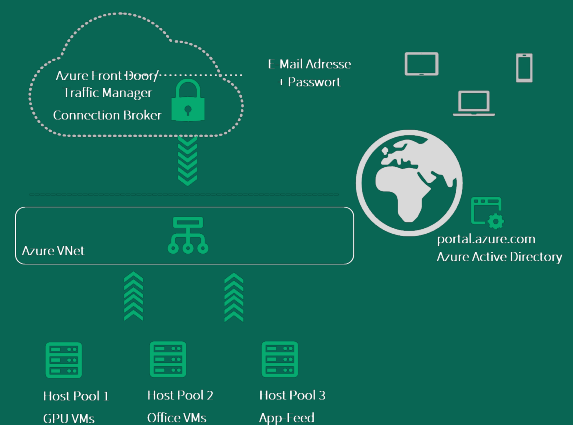 Azure Front Door/
Traffic Manager
Connection Broker
E-Mail Adresse
+ Passwort
portal.azure.com
Azure Active Directory
Azure VNet
Host Pool 1
GPU VMs
Host Pool 2
Office VMs
Host Pool 3
App-Feed